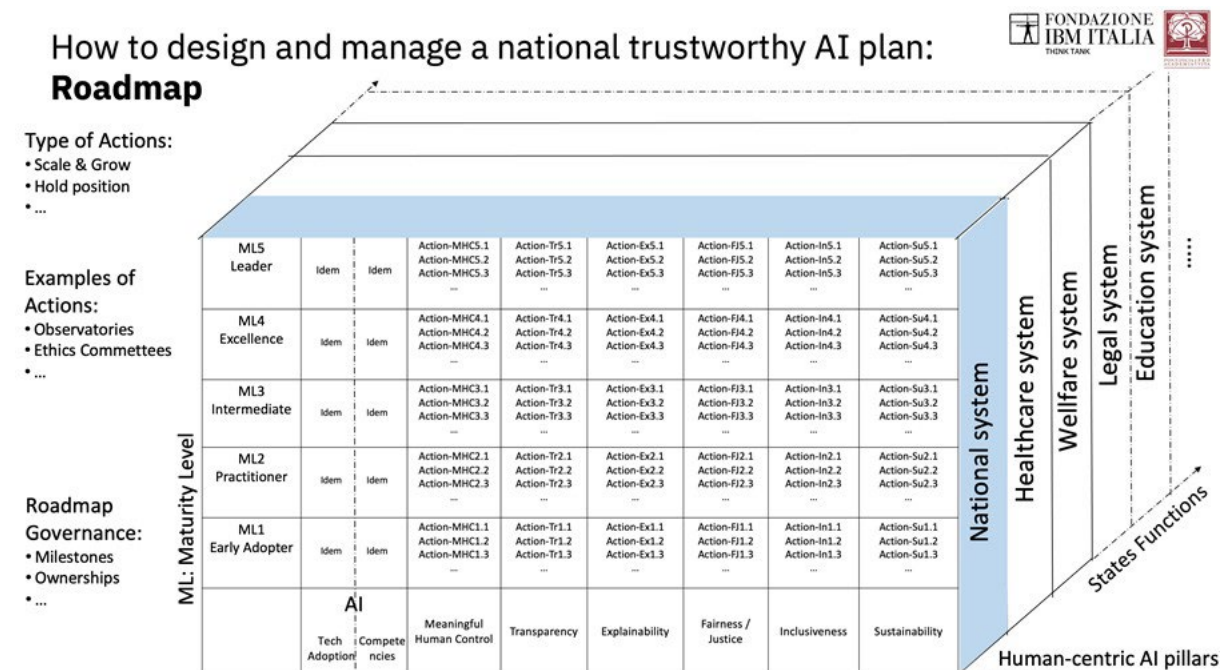 How to design and manage a national trustworthy AI plan:
Roadmap
FONDAZIONE
IBM ITALIA
THINK TANK
Type of Actions:
• Scale & Grow
• Hold position
• ...
Examples of
Actions:
• Observatories
• Ethics Commettees
• ...
Roadmap
Governance:
• Milestones
• Ownerships
• ...
ML: Maturity Level
ML5
Leader
Idem
Idem
Action-MHC5.1
Action-MHC5.2
Action-MHC5.3
...
Action-Tr5.1
Action-Tr5.2
Action-Tr5.3
...
Action-Ex5.1
Action-Ex5.2
Action-Ex5.3
...
Action-FJ5.1
Action-FJ5.2
Action-FJ5.3
...
Action-In5.1
Action-In5.2
Action-In5.3
...
Action-Su5.1
Action-Su5.2
Action-Su5.3
...
ML4
Excellence
Idem
Idem
Action-MHC4.1
Action-MHC4.2
Action-MHC4.3
...
Action-Tr4.1
Action-Tr4.2
Action-Tr4.3
...
Action-Ex4.1
Action-Ex4.2
Action-Ex4.3
...
Action-FJ4.1
Action-FJ4.2
Action-FJ4.3
...
Action-In4.1
Action-In4.2
Action-In4.3
...
Action-Su4.1
Action-Su4.2
Action-Su4.3
...
ML3
Intermediate
Idem
Idem
Action-MHC3.1
Action-MHC3.2
Action-MHC3.3
...
Action-Tr3.1
Action-Tr3.2
Action-Tr3.3
...
Action-Ex3.1
Action-Ex3.2
Action-Ex3.3
...
Action-FJ3.1
Action-FJ3.2
Action-FJ3.3
...
Action-In3.1
Action-In3.2
Action-In3.3
...
Action-Su3.1
Action-Su3.2
Action-Su3.3
...
ML2
Practitioner
Idem
Idem
Action-MHC2.1
Action-MHC2.2
Action-MHC2.3
...
Action-Tr2.1
Action-Tr2.2
Action-Tr2.3
...
Action-Ex2.1
Action-Ex2.2
Action-Ex2.3
...
Action-FJ2.1
Action-FJ2.2
Action-FJ2.3
...
Action-In2.1
Action-In2.2
Action-In2.3
...
Action-Su2.1
Action-Su2.2
Action-Su2.3
...
ML1
Early Adopter
Idem
Idem
Action-MHC1.1
Action-MHC1.2
Action-MHC1.3
...
Action-Tr1.1
Action-Tr1.2
Action-Tr1.3
...
Action-Ex1.1
Action-Ex1.2
Action-Ex1.3
...
Action-FJ1.1
Action-FJ1.2
Action-FJ1.3
...
Action-In1.1
Action-In1.2
Action-In1.3
...
Action-Su1.1
Action-Su1.2
Action-Su1.3
...
AI
Tech
Adoption
Compete
ncies
Meaningful
Human Control
Transparency
Explainability
Fairness /
Justice
Inclusiveness
Sustainability
National system
Healthcare system
Wellfare system
Legal system
Education system
.....
States Functions
Human-centric AI pillars